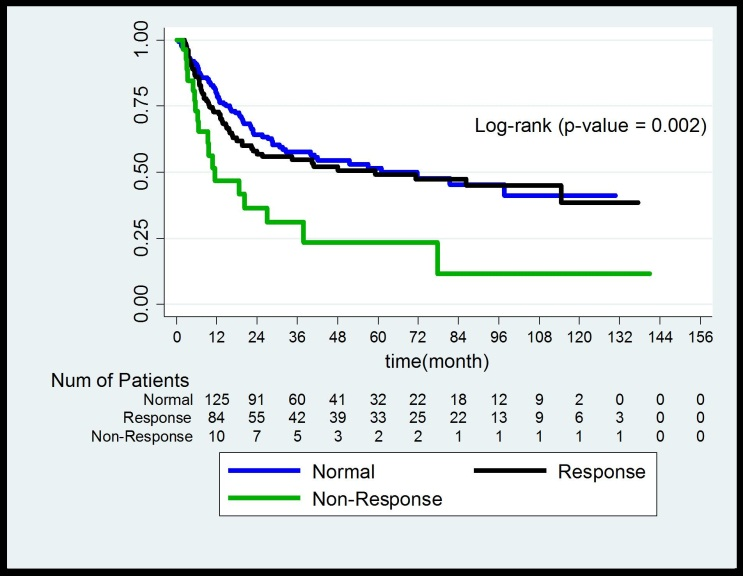 1.00
0.75
Log-rank (p-value = 0.002)
0.50
0.25
0.00
0 12 24 36 48 60 72 84 96 108 120 132 144 156
time(month)
Num of Patients
Normal 125 91 60 41 32 22 18 12 9 2 0 0 0
Response 84 55 42 39 33 25 22 13 9 6 3 0 0
Non-Response 10 7 5 3 2 2 1 1 1 1 1 0 0
Normal Response
Non-Response